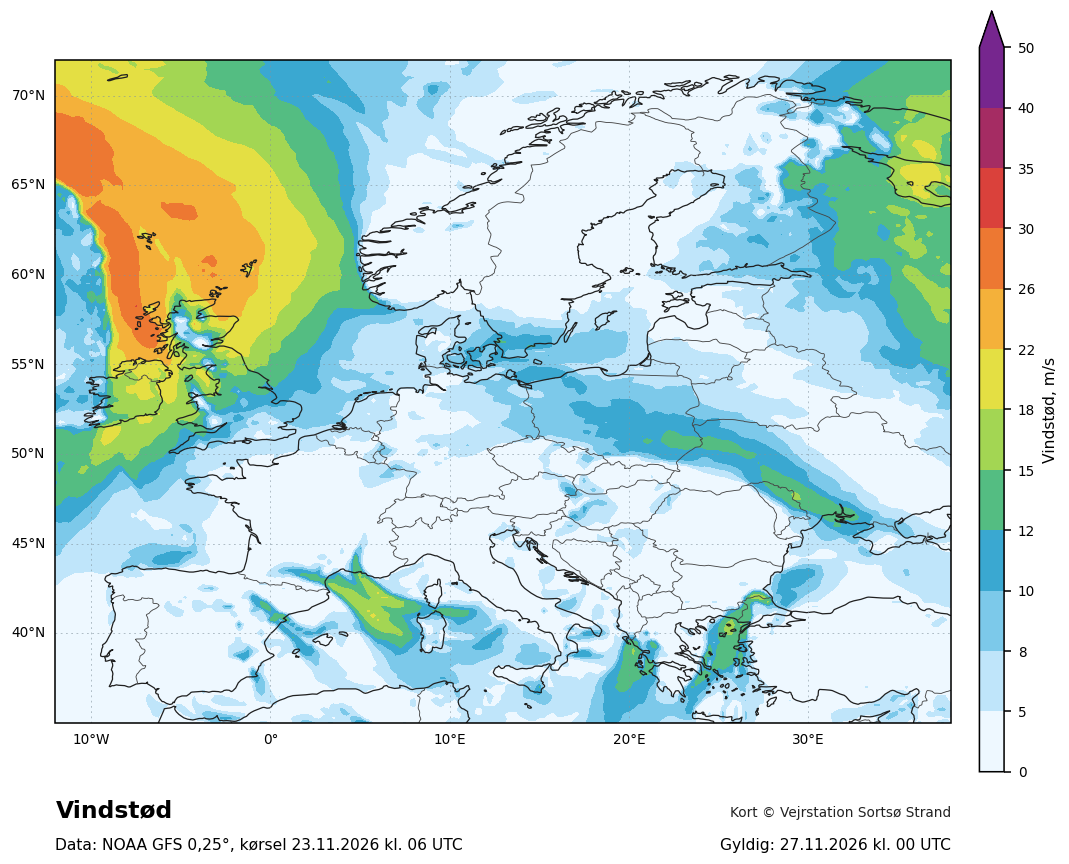 50
40
35
30
26
22
18
15
12
10
8
5
0
Vindstød, m/s
70°N
65°N
60°N
55°N
50°N
45°N
40°N
10°W
0°
10°E
20°E
30°E
Vindstød
Kort © Vejrstation Sortsø Strand
Data: NOAA GFS 0,25°, kørsel 23.11.2026 kl. 06 UTC
Gyldig: 27.11.2026 kl. 00 UTC